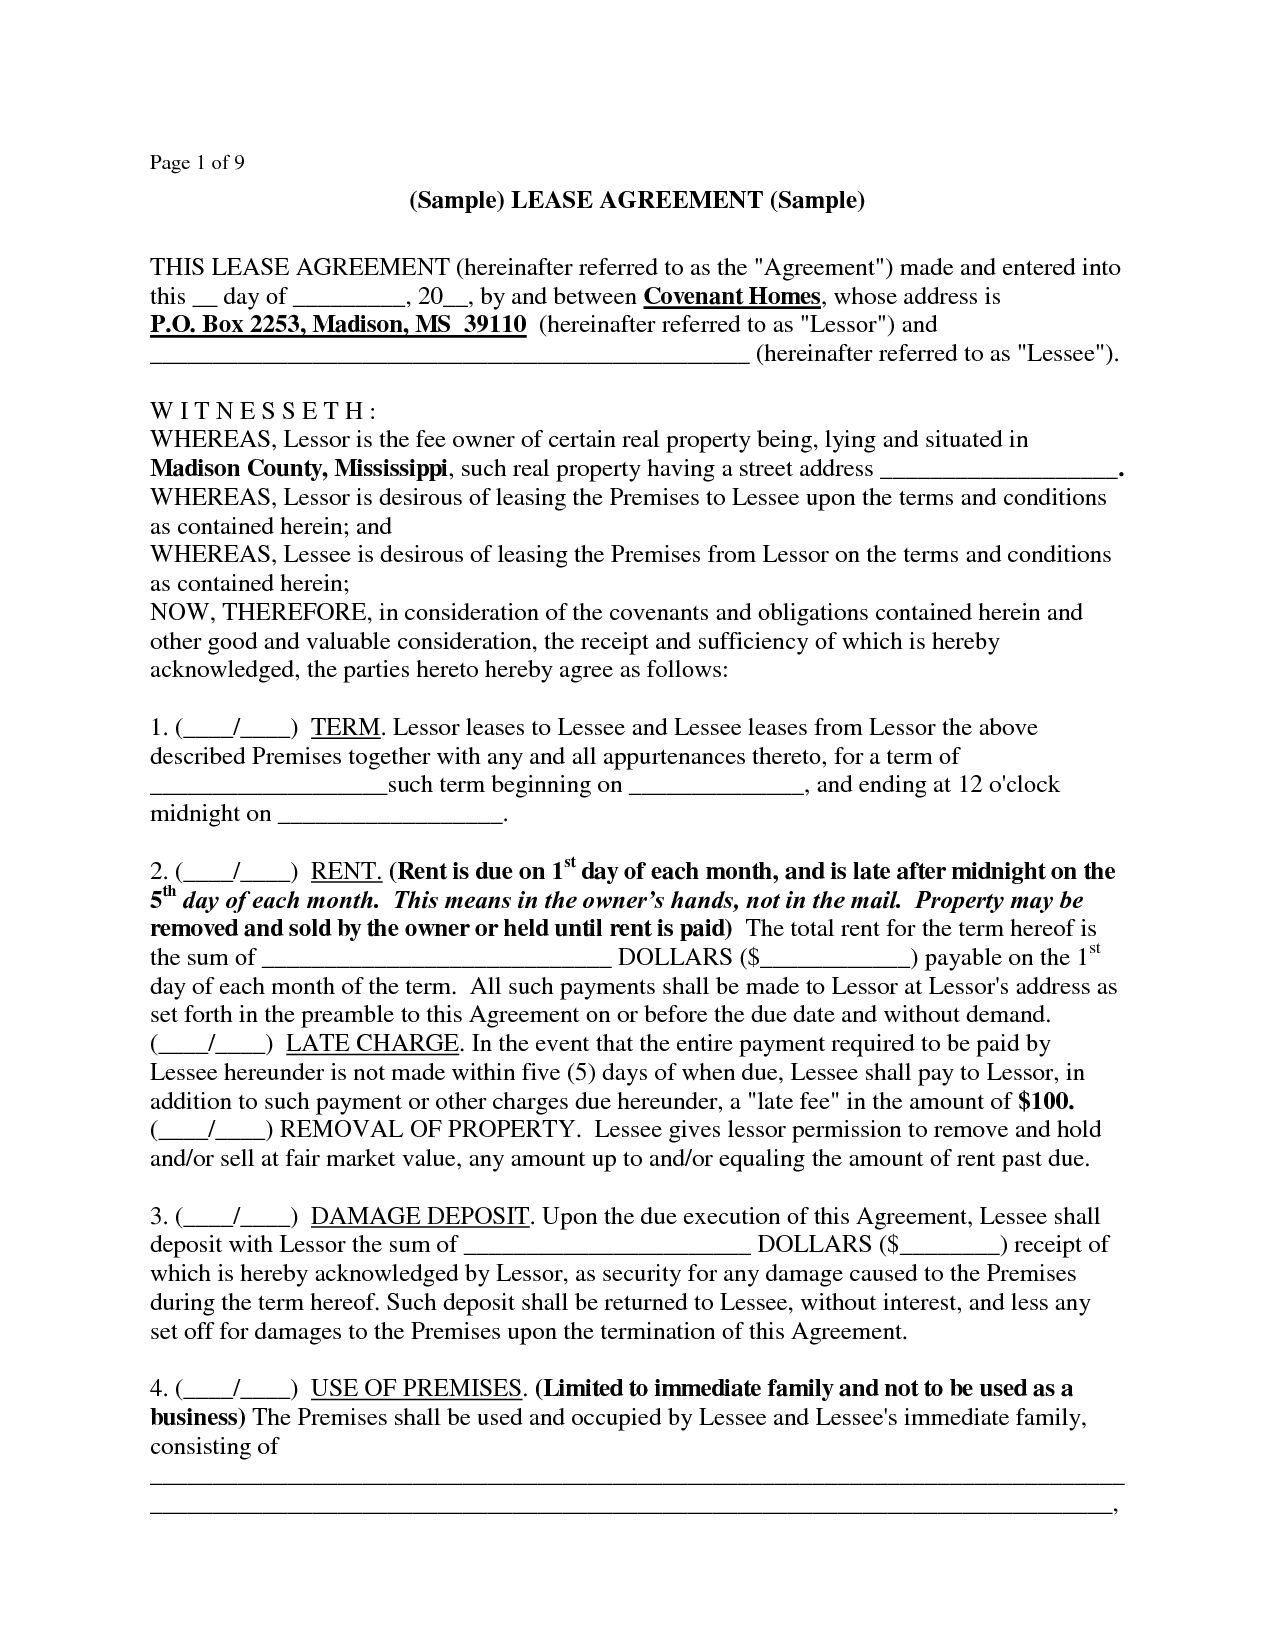 Page 1 of 9
(Sample) LEASE AGREEMENT (Sample)
THIS LEASE AGREEMENT (hereinafter referred to as the "Agreement") made and entered into
this __ day of _________, 20__, by and between Covenant Homes, whose address is
P.O. Box 2253, Madison, MS  39110  (hereinafter referred to as "Lessor") and
________________________________________________ (hereinafter referred to as "Lessee").
W I T N E S S E T H :
WHEREAS, Lessor is the fee owner of certain real property being, lying and situated in
Madison County, Mississippi, such real property having a street address ___________________.
WHEREAS, Lessor is desirous of leasing the Premises to Lessee upon the terms and conditions
as contained herein; and
WHEREAS, Lessee is desirous of leasing the Premises from Lessor on the terms and conditions
as contained herein;
NOW, THEREFORE, in consideration of the covenants and obligations contained herein and
other good and valuable consideration, the receipt and sufficiency of which is hereby
acknowledged, the parties hereto hereby agree as follows:
1. (____/____)  TERM. Lessor leases to Lessee and Lessee leases from Lessor the above
described Premises together with any and all appurtenances thereto, for a term of
___________________such term beginning on ______________, and ending at 12 o'clock
midnight on __________________.
2. (____/____)  RENT. (Rent is due on 1st day of each month, and is late after midnight on the
5th day of each month.  This means in the owner’s hands, not in the mail.  Property may be
removed and sold by the owner or held until rent is paid)  The total rent for the term hereof is
the sum of ____________________________ DOLLARS ($____________) payable on the 1st
day of each month of the term.  All such payments shall be made to Lessor at Lessor's address as
set forth in the preamble to this Agreement on or before the due date and without demand.
(____/____)  LATE CHARGE. In the event that the entire payment required to be paid by
Lessee hereunder is not made within five (5) days of when due, Lessee shall pay to Lessor, in
addition to such payment or other charges due hereunder, a "late fee" in the amount of $100.
(____/____) REMOVAL OF PROPERTY.  Lessee gives lessor permission to remove and hold
and/or sell at fair market value, any amount up to and/or equaling the amount of rent past due.
3. (____/____)  DAMAGE DEPOSIT. Upon the due execution of this Agreement, Lessee shall
deposit with Lessor the sum of _______________________ DOLLARS ($________) receipt of
which is hereby acknowledged by Lessor, as security for any damage caused to the Premises
during the term hereof. Such deposit shall be returned to Lessee, without interest, and less any
set off for damages to the Premises upon the termination of this Agreement.
4. (____/____)  USE OF PREMISES. (Limited to immediate family and not to be used as a
business) The Premises shall be used and occupied by Lessee and Lessee's immediate family,
consisting of
______________________________________________________________________________
_____________________________________________________________________________,